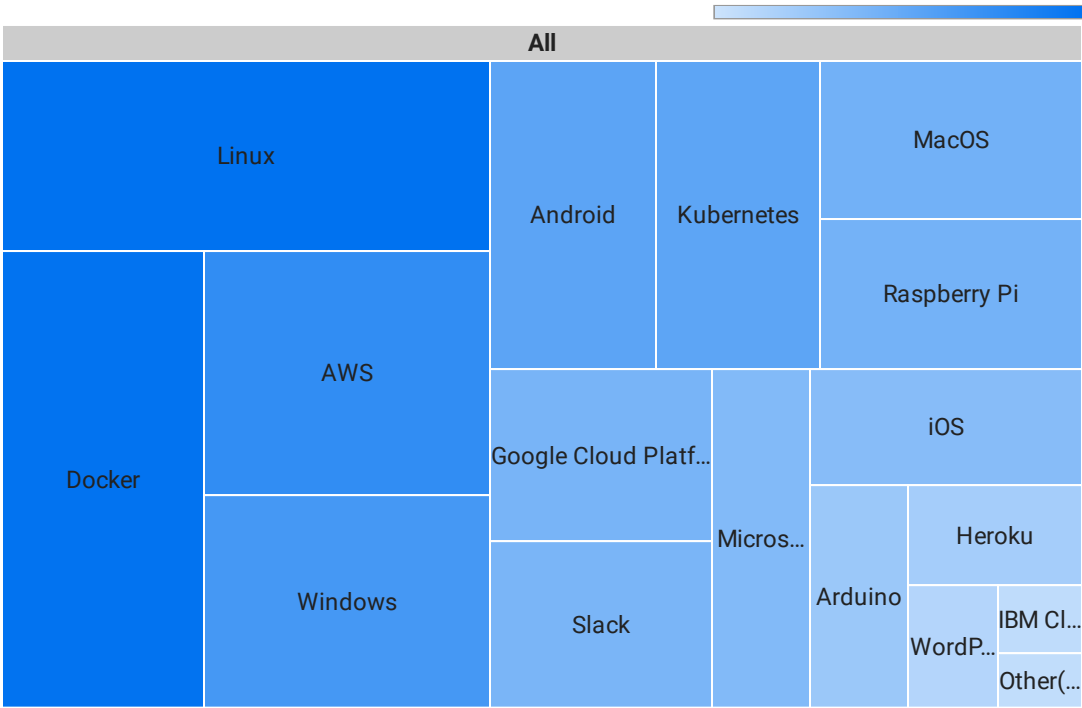 All
Linux
Android
Kubernetes
MacOS
Raspberry Pi
Docker
AWS
Windows
Google Cloud Platf...
Slack
Micros...
iOS
Arduino
Heroku
WordP...
IBM Cl...
Other(...